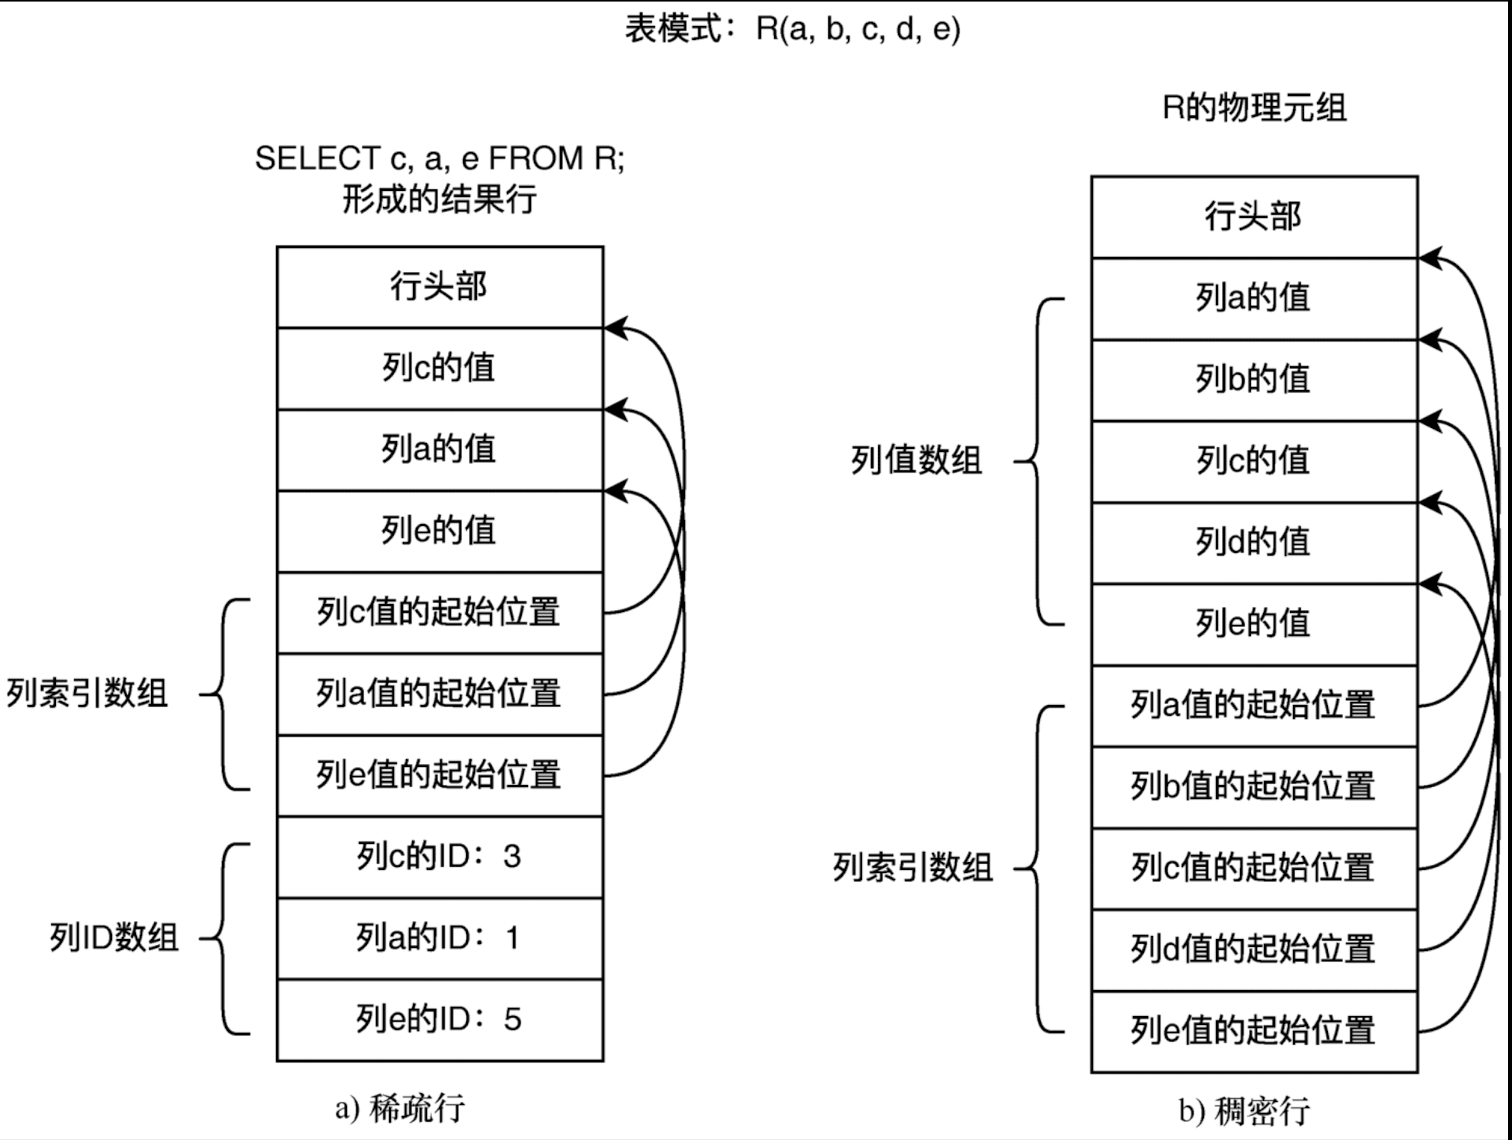 表模式：R(a, b, c, d, e)
SELECT c, a, e FROM R;
形成的结果行
行头部
列c的值
列a的值
列e的值
列c值的起始位置
列a值的起始位置
列e值的起始位置
列c的ID：3
列a的ID：1
列e的ID：5
列索引数组
列ID数组
a) 稀疏行
R的物理元组
行头部
列a的值
列b的值
列c的值
列d的值
列e的值
列a值的起始位置
列b值的起始位置
列c值的起始位置
列d值的起始位置
列e值的起始位置
列值数组
列索引数组
b) 稠密行